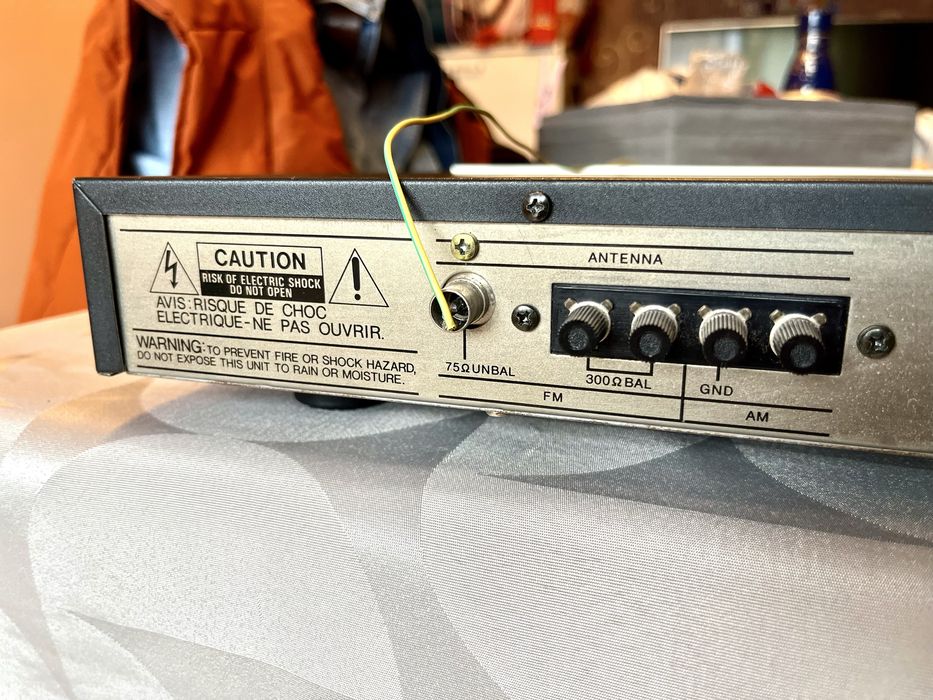 CAUTION
RISK OF ELECTRIC SHOCK
DO NOT OPEN
AVIS: RISQUE DE CHOC
ELECTRIQUE-NE PAS OUVRIR.
WARNING: TO PREVENT FIRE OR SHOCK HAZARD,
DO NOT EXPOSE THIS UNIT TO RAIN OR MOISTURE.
ANTENNA
75Ω UNBAL
300Ω BAL
GND
FM
AM